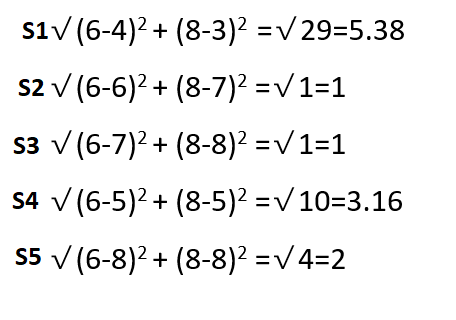 S1√(6-4)² + (8-3)² =√29=5.38
S2 √(6-6)² + (8-7)² =√1=1
S3 √(6-7)² + (8-8)² =√1=1
S4 √(6-5)² + (8-5)² =√10=3.16
S5 √(6-8)² + (8-8)² =√4=2